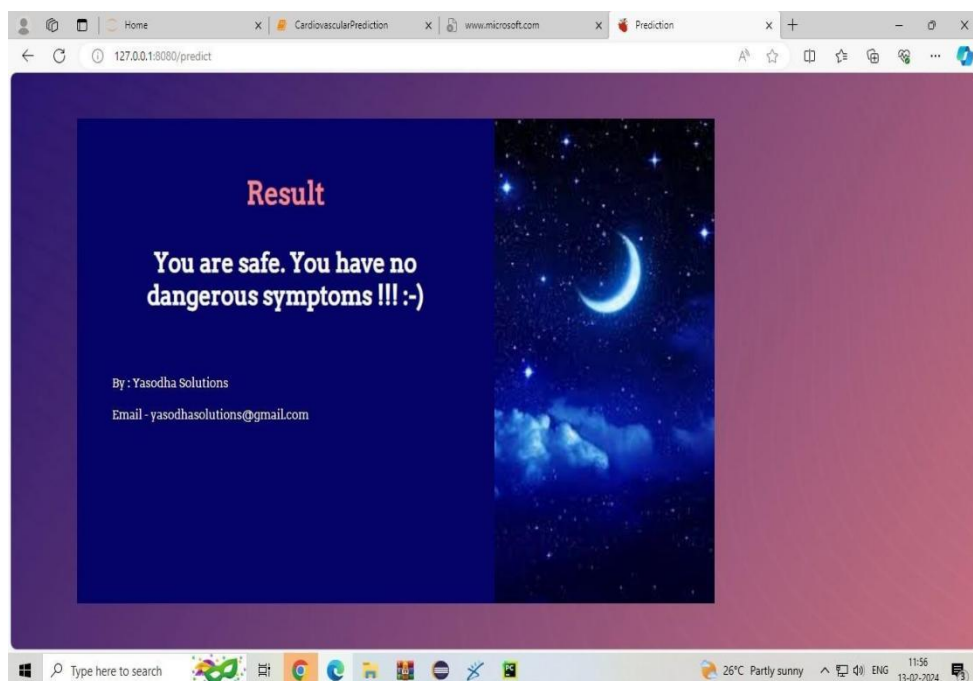 Home
CardiovascularPrediction
www.microsoft.com
Prediction
127.0.0.1:8080/predict
Result
You are safe. You have no
dangerous symptoms !!! :-)
By : Yasodha Solutions
Email - yasodhasolutions@gmail.com
Type here to search
26°C Partly sunny
ENG
11:56
13-02-2024